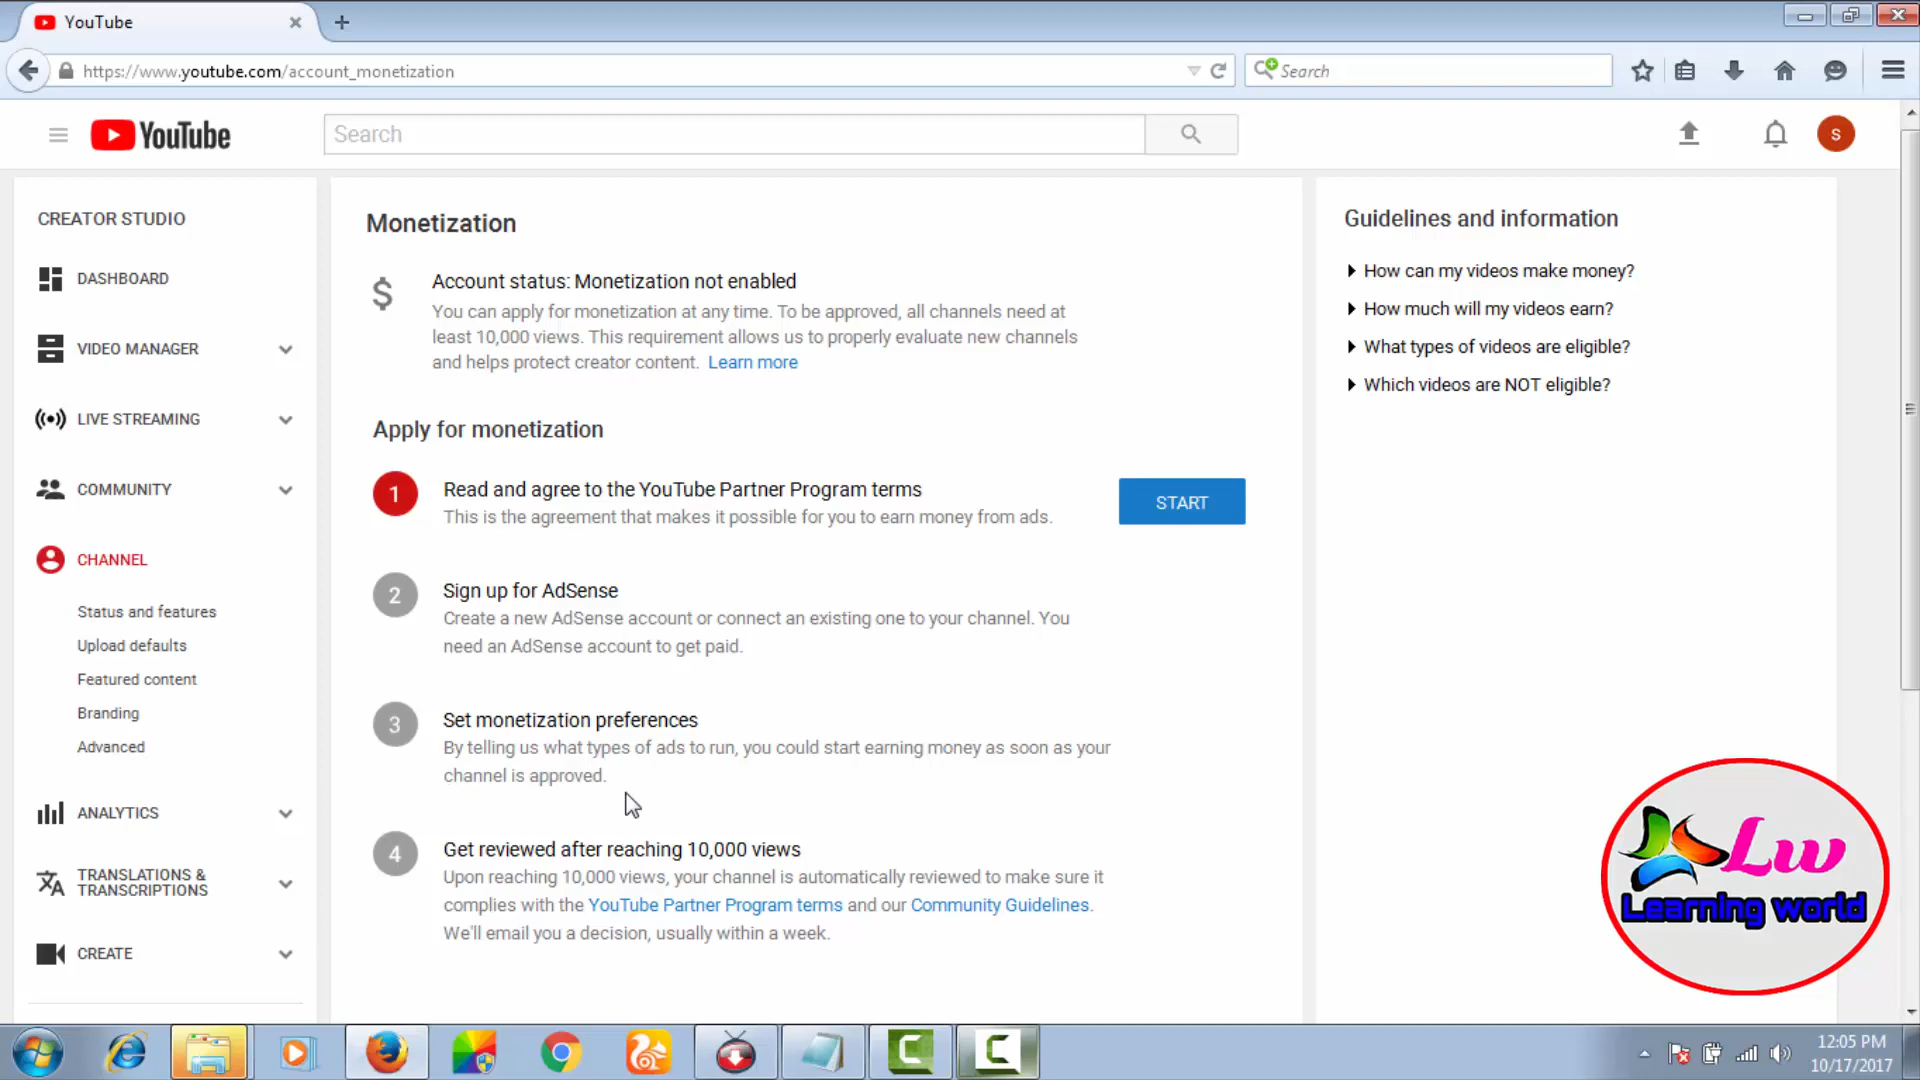 YouTube
https://www.youtube.com/account_monetization
Search
YouTube
Search
S
CREATOR STUDIO
DASHBOARD
VIDEO MANAGER
LIVE STREAMING
COMMUNITY
CHANNEL
Status and features
Upload defaults
Featured content
Branding
Advanced
ANALYTICS
TRANSLATIONS &
TRANSCRIPTIONS
CREATE
Monetization
$
Account status: Monetization not enabled
You can apply for monetization at any time. To be approved, all channels need at
least 10,000 views. This requirement allows us to properly evaluate new channels
and helps protect creator content. Learn more
Apply for monetization
1
Read and agree to the YouTube Partner Program terms
This is the agreement that makes it possible for you to earn money from ads.
START
2
Sign up for AdSense
Create a new AdSense account or connect an existing one to your channel. You
need an AdSense account to get paid.
3
Set monetization preferences
By telling us what types of ads to run, you could start earning money as soon as your
channel is approved.
4
Get reviewed after reaching 10,000 views
Upon reaching 10,000 views, your channel is automatically reviewed to make sure it
complies with the YouTube Partner Program terms and our Community Guidelines.
We'll email you a decision, usually within a week.
Guidelines and information
How can my videos make money?
How much will my videos earn?
What types of videos are eligible?
Which videos are NOT eligible?
Lw
Learning world
12:05 PM
10/17/2017